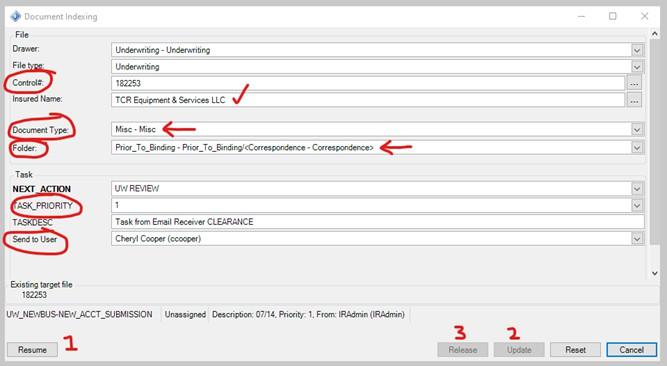 Document Indexing
File
Drawer: Underwriting - Underwriting
File type: Underwriting
Control#: 182253 ...
Insured Name: TCR Equipment & Services LLC ...
Document Type: Misc - Misc
Folder: Prior_To_Binding - Prior_To_Binding/<Correspondence - Correspondence>
Task
NEXT_ACTION UW REVIEW
TASK_PRIORITY 1
TASKDESC Task from Email Receiver CLEARANCE
Send to User Cheryl Cooper (ccooper)
Existing target file
182253
UW_NEWBUS-NEW_ACCT_SUBMISSION Unassigned Description: 07/14, Priority: 1, From: IRAdmin (IRAdmin)
3 2
Resume 1 Release Update Reset Cancel